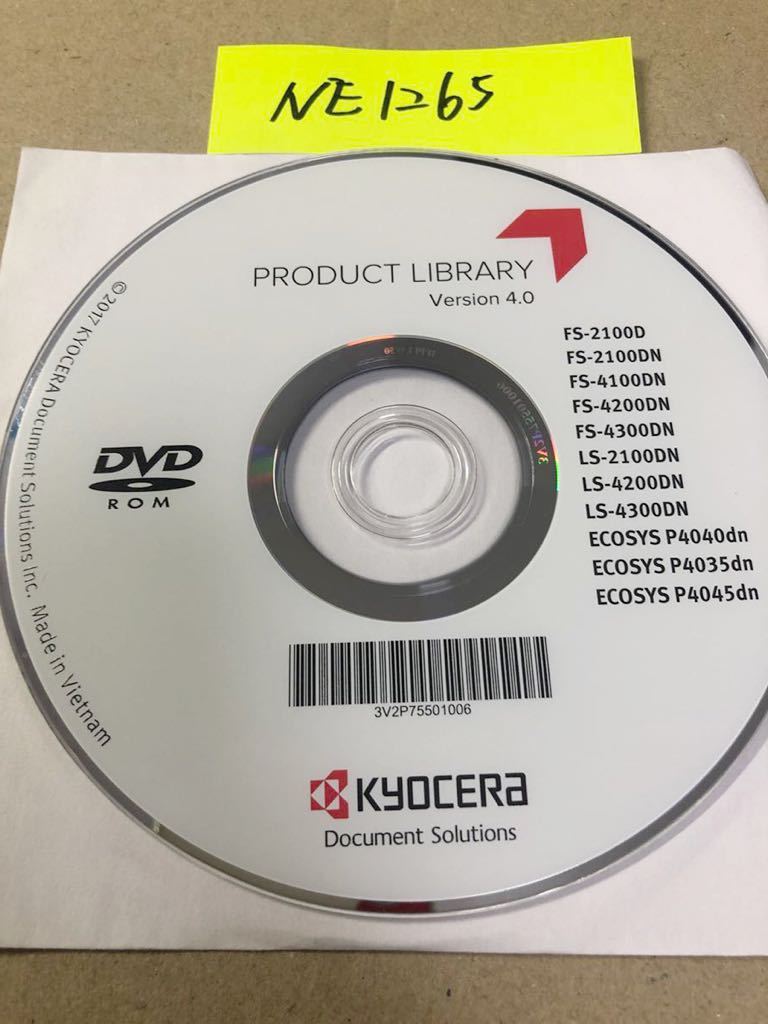 NE1265
PRODUCT LIBRARY
Version 4.0
FS-2100D
FS-2100DN
FS-4100DN
FS-4200DN
FS-4300DN
LS-2100DN
LS-4200DN
LS-4300DN
ECOSYS P4040dn
ECOSYS P4035dn
ECOSYS P4045dn
DVD
ROM
©2017 KYOCERA Document Solutions Inc. Made in Vietnam
3V2P75501006
3V2P75501006
KYOCERA
Document Solutions